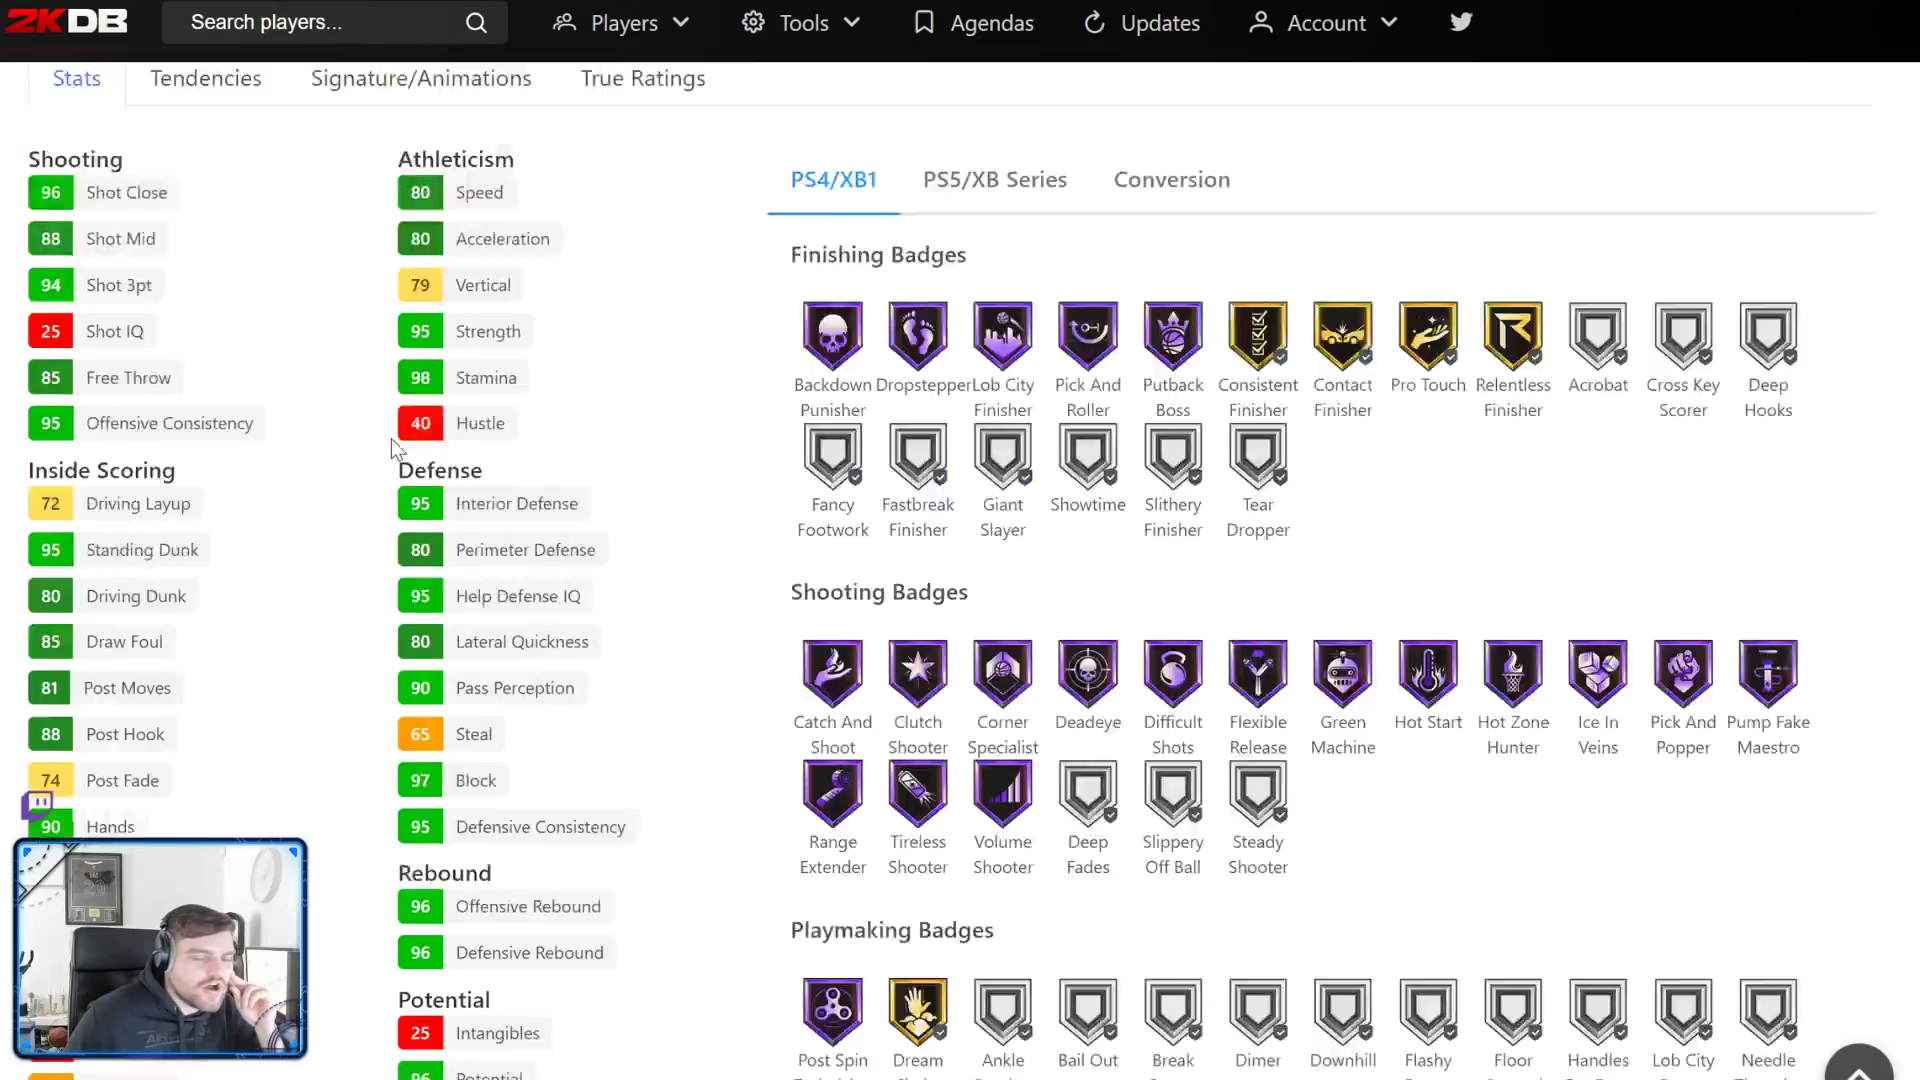 2KDB Search players... Players Tools Agendas Updates Account
Stats Tendencies Signature/Animations True Ratings
Shooting
96 Shot Close
88 Shot Mid
94 Shot 3pt
25 Shot IQ
85 Free Throw
95 Offensive Consistency
Inside Scoring
72 Driving Layup
95 Standing Dunk
80 Driving Dunk
85 Draw Foul
81 Post Moves
88 Post Hook
74 Post Fade
90 Hands
Athleticism
80 Speed
80 Acceleration
79 Vertical
95 Strength
98 Stamina
40 Hustle
Defense
95 Interior Defense
80 Perimeter Defense
95 Help Defense IQ
80 Lateral Quickness
90 Pass Perception
65 Steal
97 Block
95 Defensive Consistency
Rebound
96 Offensive Rebound
96 Defensive Rebound
Potential
25 Intangibles
96 Potential
PS4/XB1 PS5/XB Series Conversion
Finishing Badges
Backdown Dropstepper Lob City Pick And Putback Consistent Contact Pro Touch Relentless Acrobat Cross Key Deep
Punisher Finisher Roller Boss Finisher Finisher Finisher Scorer Hooks
Fancy Fastbreak Giant Showtime Slithery Tear
Footwork Finisher Slayer Finisher Dropper
Shooting Badges
Catch And Clutch Corner Deadeye Difficult Flexible Green Hot Start Hot Zone Ice In Pick And Pump Fake
Shoot Shooter Specialist Shots Release Machine Hunter Veins Popper Maestro
Range Tireless Volume Deep Slippery Steady
Extender Shooter Shooter Fades Off Ball Shooter
Playmaking Badges
Post Spin Dream Ankle Bail Out Break Dimer Downhill Flashy Floor Handles Lob City Needle